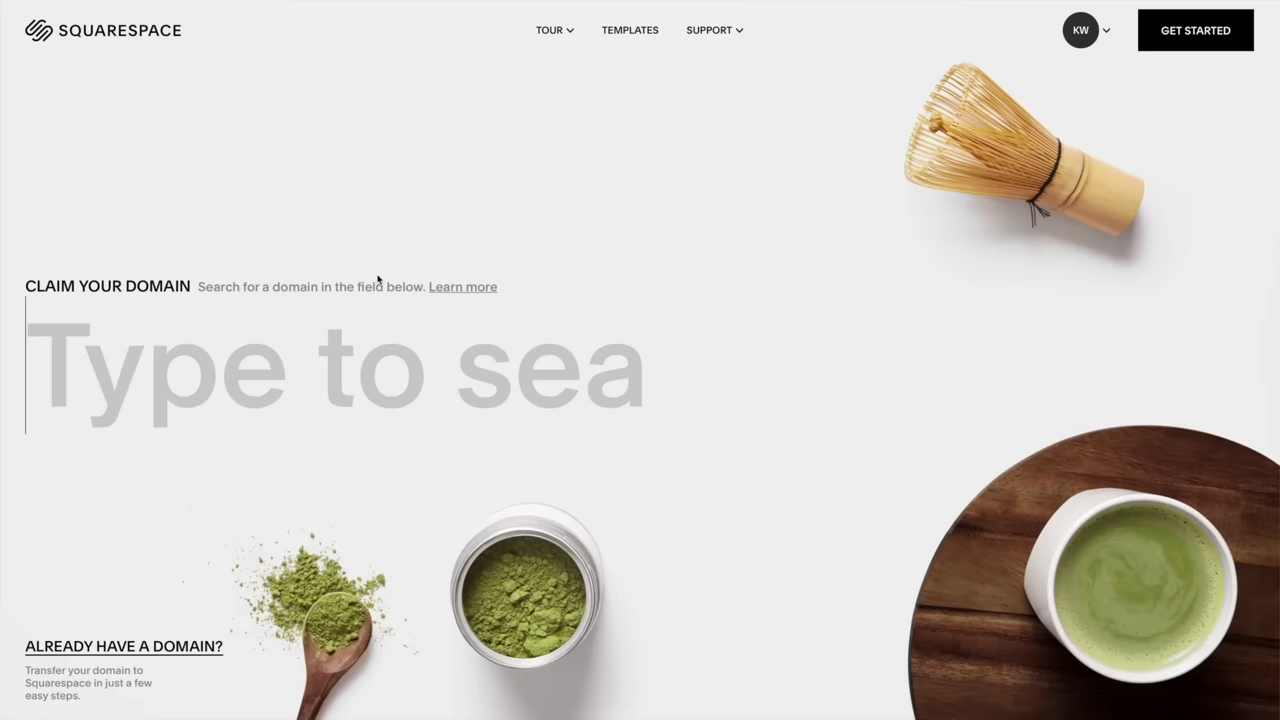 SQUARESPACE
TOUR
TEMPLATES
SUPPORT
KW
GET STARTED
CLAIM YOUR DOMAIN Search for a domain in the field below. Learn more
Type to sea
ALREADY HAVE A DOMAIN?
Transfer your domain to
Squarespace in just a few
easy steps.